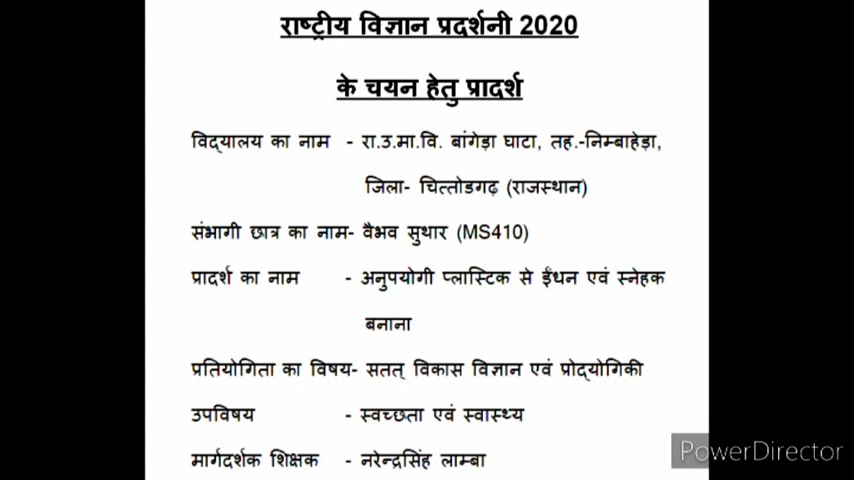 राष्ट्रीय विज्ञान प्रदर्शनी 2020
के चयन हेतु प्रादर्श
विद्यालय का नाम - रा.उ.मा.वि. बांगेड़ा घाटा, तह.-निम्बाहेड़ा,
जिला- चित्तोडगढ़ (राजस्थान)
संभागी छात्र का नाम- वैभव सुथार (MS410)
प्रादर्श का नाम - अनुपयोगी प्लास्टिक से ईंधन एवं स्नेहक
बनाना
प्रतियोगिता का विषय- सतत् विकास विज्ञान एवं प्रोद्योगिकी
उपविषय - स्वच्छता एवं स्वास्थ्य
मार्गदर्शक शिक्षक - नरेन्द्रसिंह लाम्बा
PowerDirector